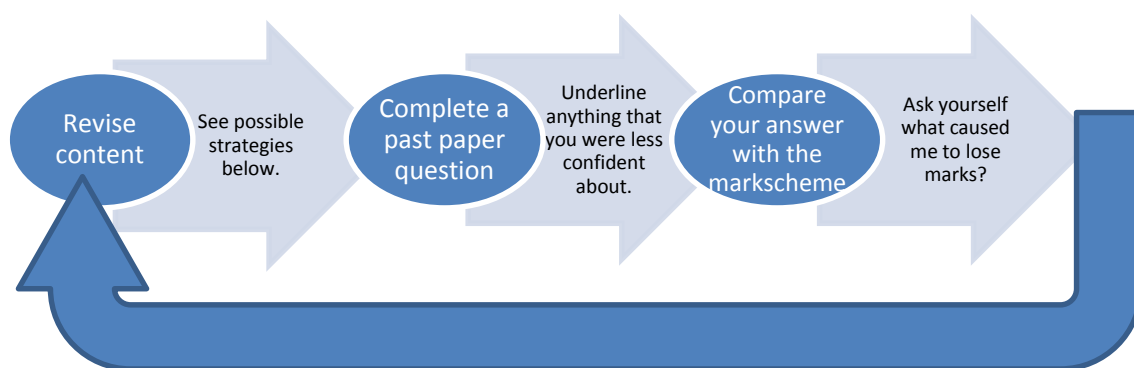 Revise
content
See possible
strategies
below.
Complete a
past paper
question
Underline
anything that
you were less
confident
about.
Compare
your answer
with the
markscheme
Ask yourself
what caused
me to lose
marks?